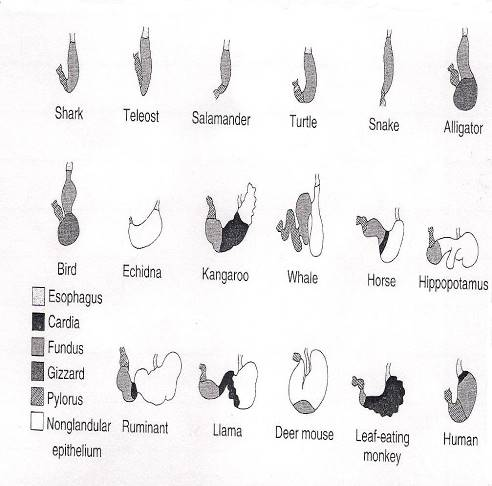 Shark
Teleost
Salamander
Turtle
Snake
Alligator
Bird
Echidna
Kangaroo
Whale
Horse
Hippopotamus
Esophagus
Cardia
Fundus
Gizzard
Pylorus
Nonglandular
epithelium
Ruminant
Llama
Deer mouse
Leaf-eating
monkey
Human